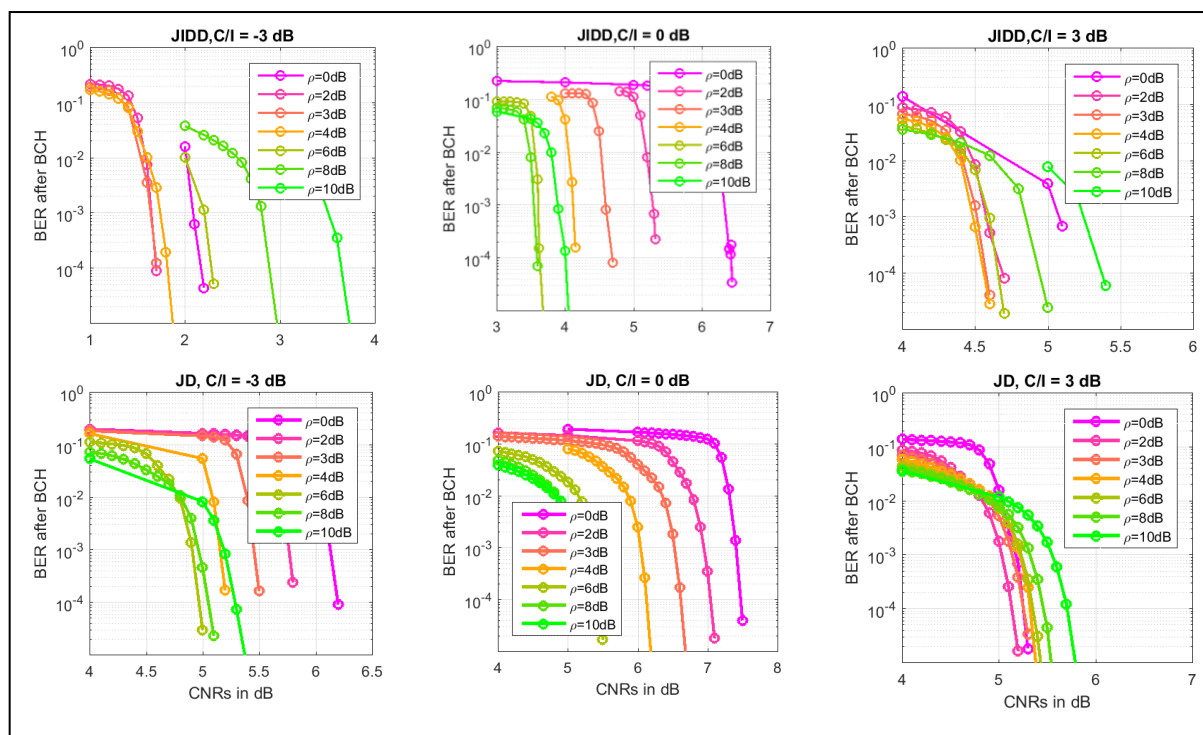 JIDD,C/I = -3 dB
BER after BCH
10^0
10^-1
10^-2
10^-3
10^-4
1
2
3
4
ρ=0dB
ρ=2dB
ρ=3dB
ρ=4dB
ρ=6dB
ρ=8dB
ρ=10dB
JIDD,C/I = 0 dB
BER after BCH
10^0
10^-1
10^-2
10^-3
10^-4
3
4
5
6
7
ρ=0dB
ρ=2dB
ρ=3dB
ρ=4dB
ρ=6dB
ρ=8dB
ρ=10dB
JIDD,C/I = 3 dB
BER after BCH
10^0
10^-1
10^-2
10^-3
10^-4
4
4.5
5
5.5
6
ρ=0dB
ρ=2dB
ρ=3dB
ρ=4dB
ρ=6dB
ρ=8dB
ρ=10dB
JD, C/I = -3 dB
BER after BCH
10^0
10^-1
10^-2
10^-3
10^-4
4
4.5
5
5.5
6
6.5
CNRs in dB
ρ=0dB
ρ=2dB
ρ=3dB
ρ=4dB
ρ=6dB
ρ=8dB
ρ=10dB
JD, C/I = 0 dB
BER after BCH
10^0
10^-1
10^-2
10^-3
10^-4
4
5
6
7
8
CNRs in dB
ρ=0dB
ρ=2dB
ρ=3dB
ρ=4dB
ρ=6dB
ρ=8dB
ρ=10dB
JD, C/I = 3 dB
BER after BCH
10^0
10^-1
10^-2
10^-3
10^-4
4
5
6
7
CNRs in dB
ρ=0dB
ρ=2dB
ρ=3dB
ρ=4dB
ρ=6dB
ρ=8dB
ρ=10dB